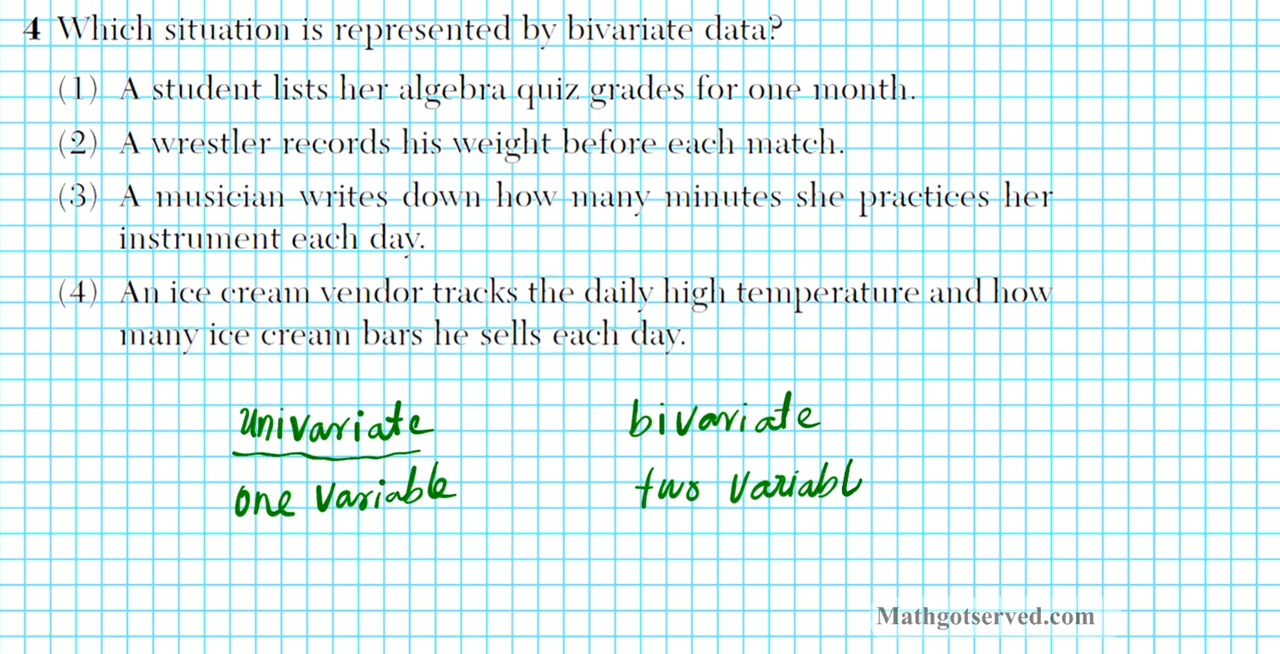 4 Which situation is represented by bivariate data?
(1) A student lists her algebra quiz grades for one month.
(2) A wrestler records his weight before each match.
(3) A musician writes down how many minutes she practices her
instrument each day.
(4) An ice cream vendor tracks the daily high temperature and how
many ice cream bars he sells each day.
univariate bivariate
one variable two variabl
Mathgotserved.com